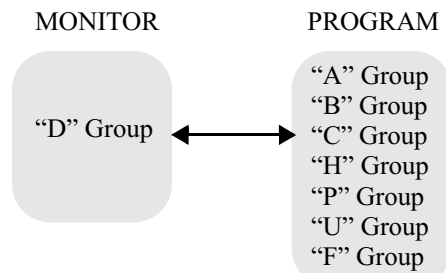 MONITOR
“D” Group
PROGRAM
“A” Group
“B” Group
“C” Group
“H” Group
“P” Group
“U” Group
“F” Group